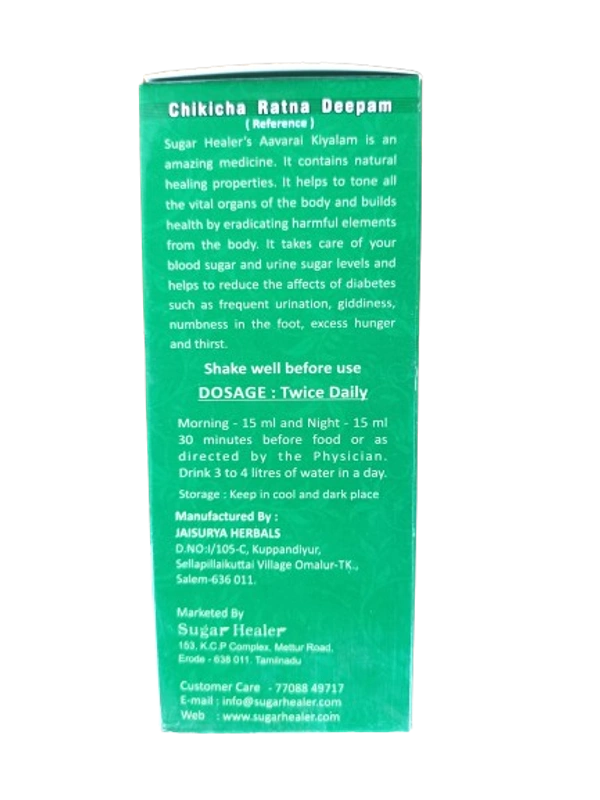 Chikicha Ratna Deepam
( Reference )
Sugar Healer's Aavarai Kiyalam is an
amazing medicine. It contains natural
healing properties. It helps to tone all
the vital organs of the body and builds
health by eradicating harmful elements
from the body. It takes care of your
blood sugar and urine sugar levels and
helps to reduce the affects of diabetes
such as frequent urination, giddiness,
numbness in the foot, excess hunger
and thirst.
Shake well before use
DOSAGE : Twice Daily
Morning - 15 ml and Night - 15 ml
30 minutes before food or as
directed by the Physician.
Drink 3 to 4 litres of water in a day.
Storage : Keep in cool and dark place
Manufactured By :
JAISURYA HERBALS
D.NO:I/105-C, Kuppandiyur,
Sellapillaikuttai Village Omalur-TK.,
Salem-636 011.
Marketed By
Sugar Healer
153, K.C.P Complex, Mettur Road,
Erode - 638 011. Tamilnadu
Customer Care - 77088 49717
E-mail : info@sugarhealer.com
Web : www.sugarhealer.com